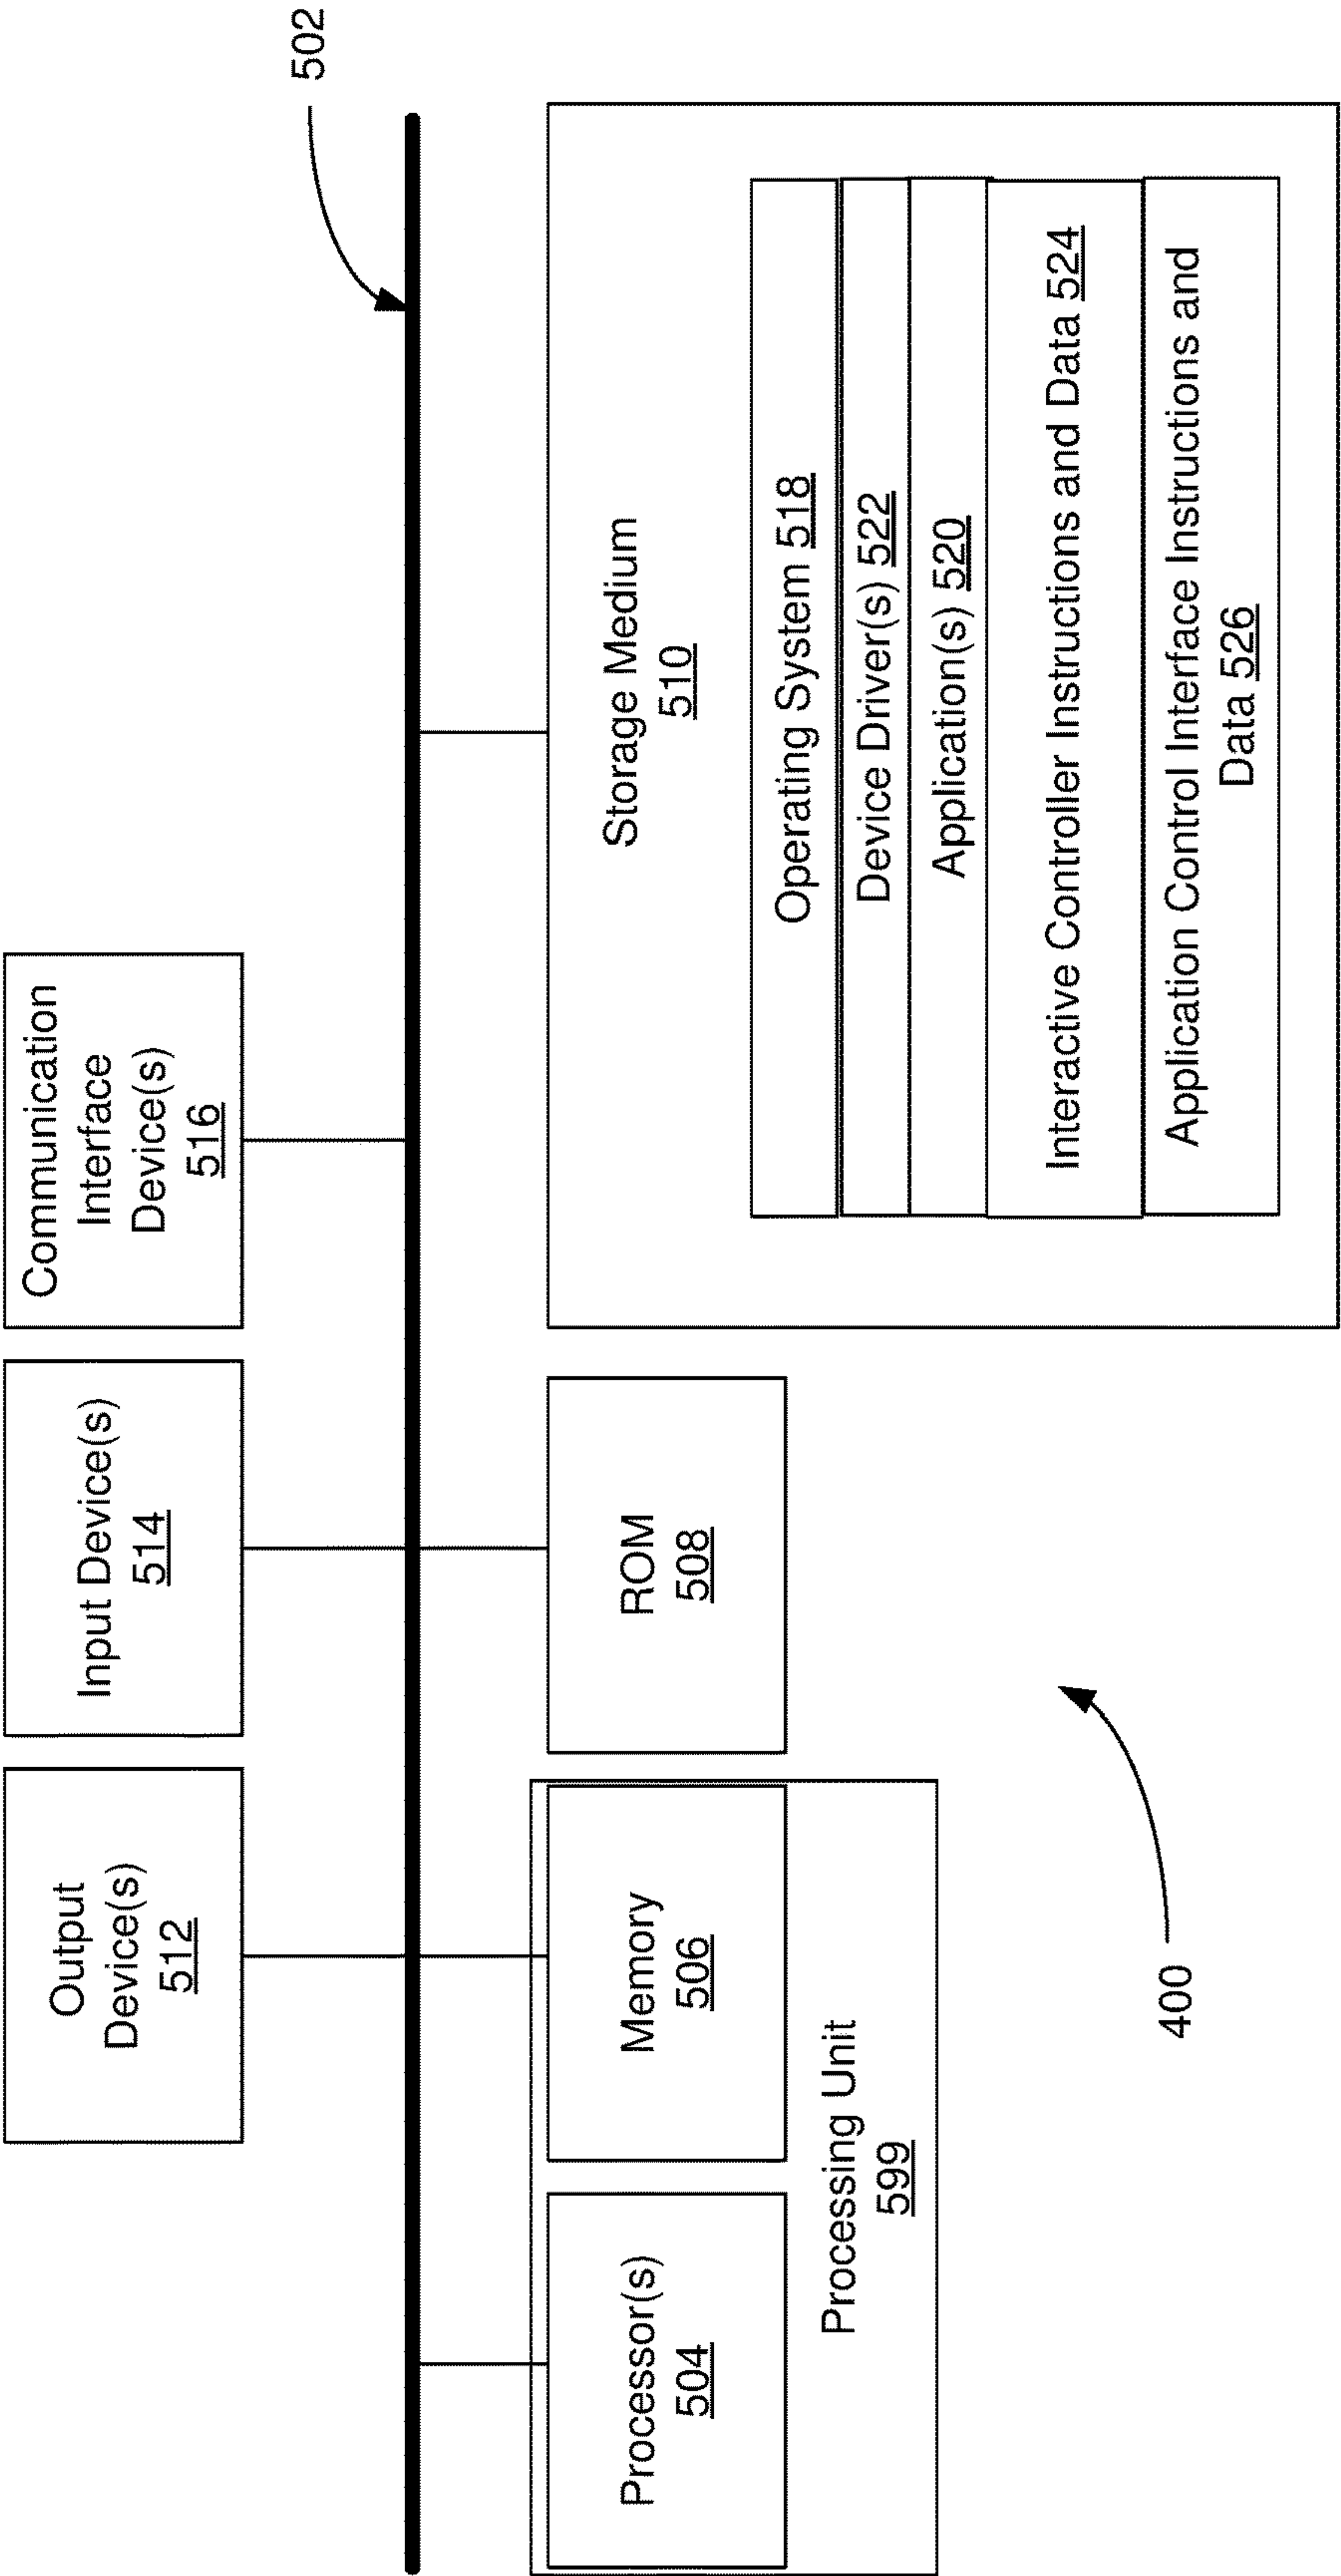 Output
Device(s)
512
Input Device(s)
514
Communication
Interface
Device(s)
516
502
Processor(s)
504
Memory
506
Processing Unit
599
ROM
508
Storage Medium
510
Operating System 518
Device Driver(s) 522
Application(s) 520
Interactive Controller Instructions and Data 524
Application Control Interface Instructions and
Data 526
400